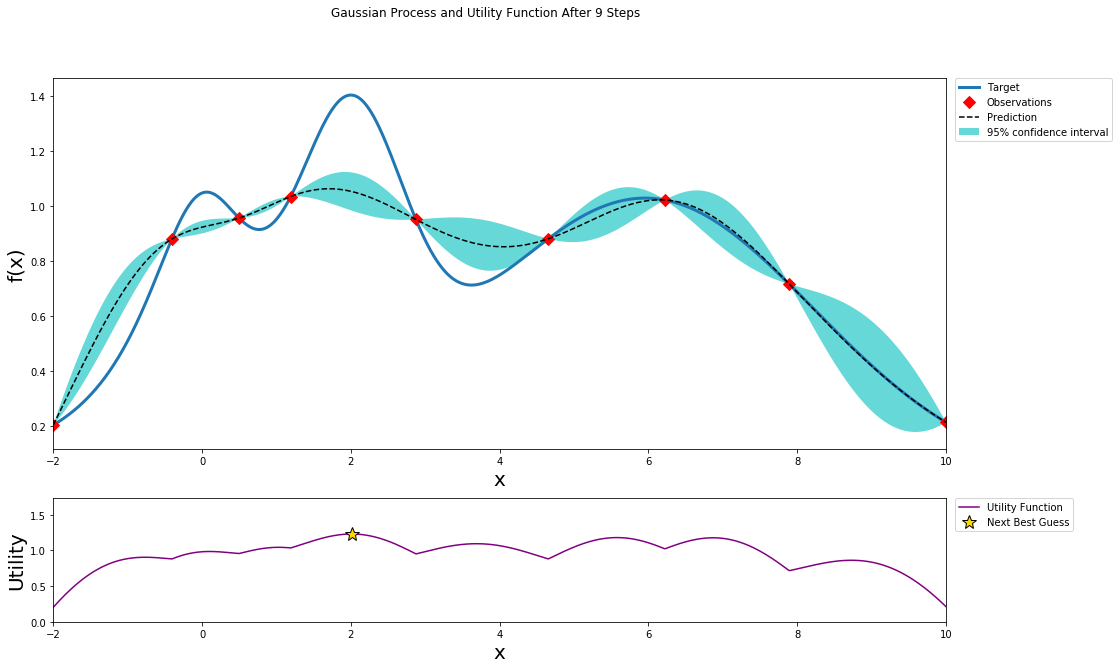 Gaussian Process and Utility Function After 9 Steps
f(x)
1.4
1.2
1.0
0.8
0.6
0.4
0.2
−2 0 2 4 6 8 10
x
Target
Observations
Prediction
95% confidence interval
Utility
1.5
1.0
0.5
0.0
−2 0 2 4 6 8 10
x
Utility Function
Next Best Guess